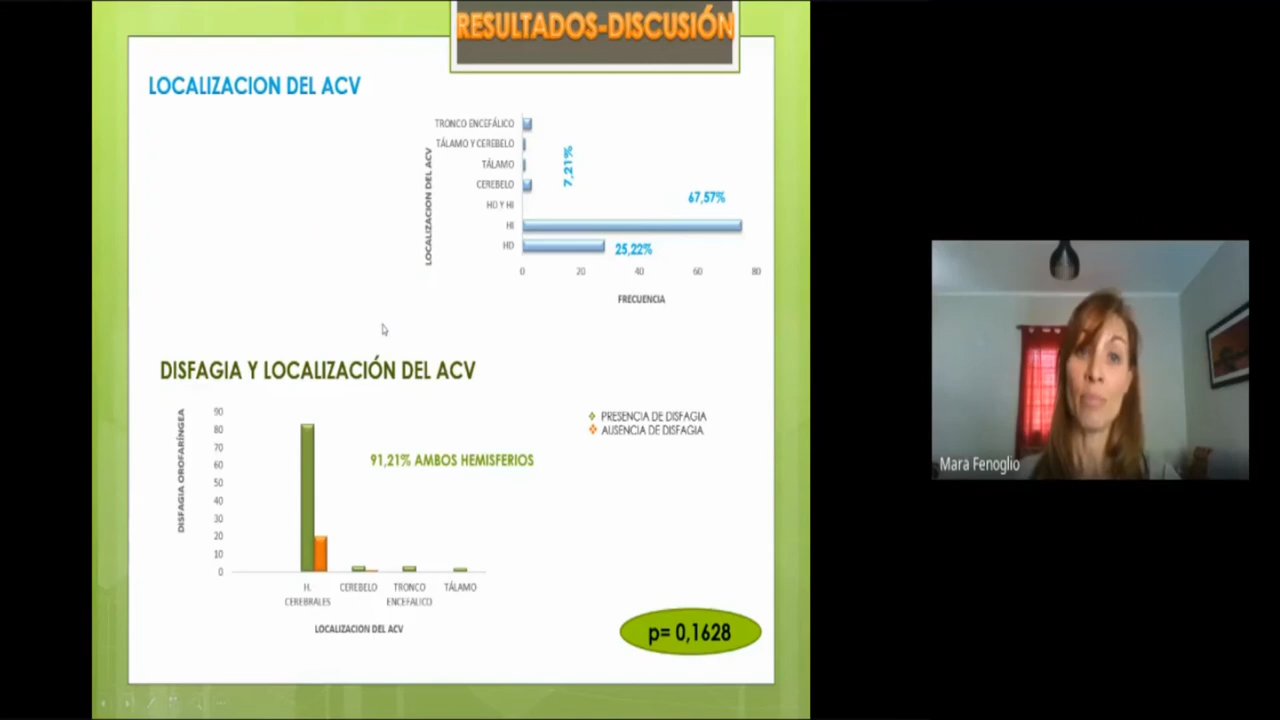 RESULTADOS-DISCUSIÓN
LOCALIZACION DEL ACV
LOCALIZACION DEL ACV
TRONCO ENCEFÁLICO
TÁLAMO Y CEREBELO
TÁLAMO
CEREBELO
HD Y HI
HI
HD
7,21%
67,57%
25,22%
0 20 40 60 80
FRECUENCIA
DISFAGIA Y LOCALIZACIÓN DEL ACV
DISFAGIA OROFARÍNGEA
90
80
70
60
50
40
30
20
10
0
PRESENCIA DE DISFAGIA
AUSENCIA DE DISFAGIA
91,21% AMBOS HEMISFERIOS
H. CEREBELO TRONCO TÁLAMO
CEREBRALES ENCEFALICO
LOCALIZACION DEL ACV
p= 0,1628
Mara Fenoglio